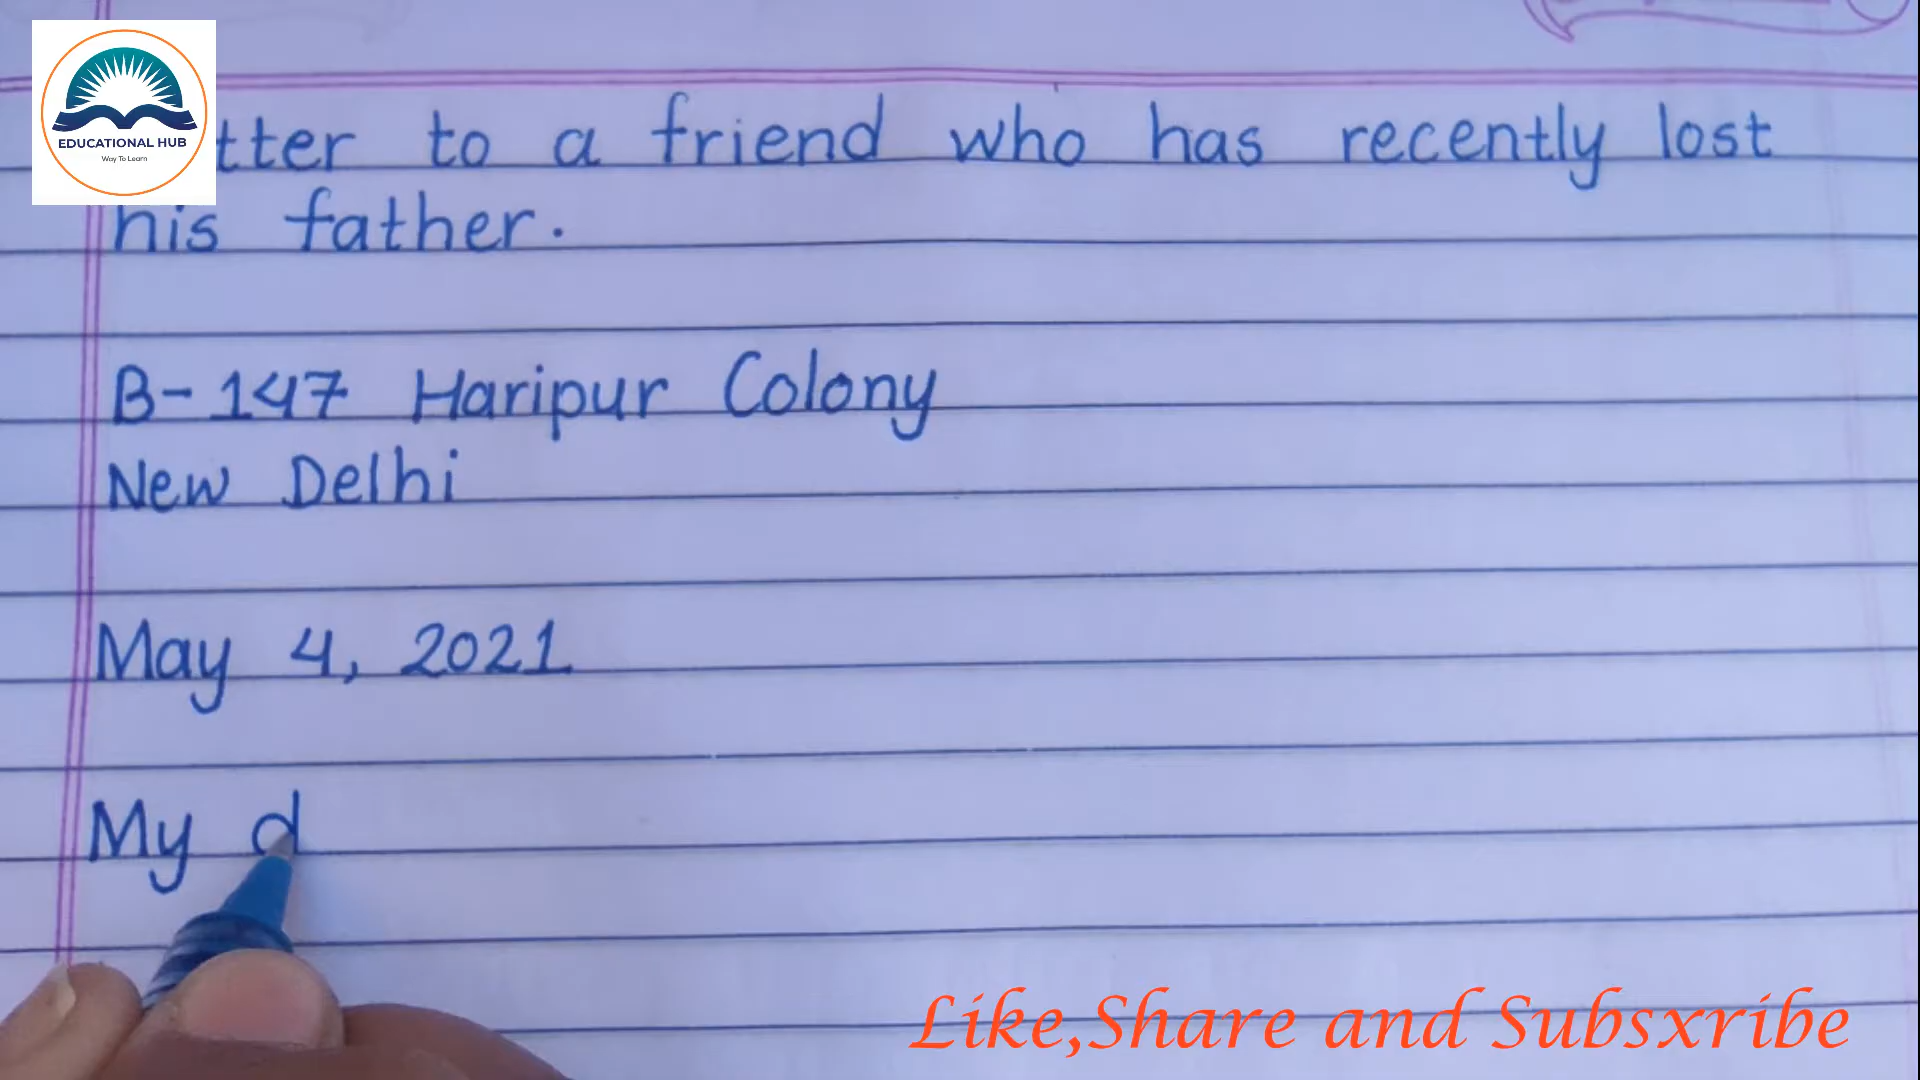 EDUCATIONAL HUB
Way To Learn
tter to a friend who has recently lost
his father.
B-147 Haripur Colony
New Delhi
May 4, 2021
My d
Like,Share and Subsxribe